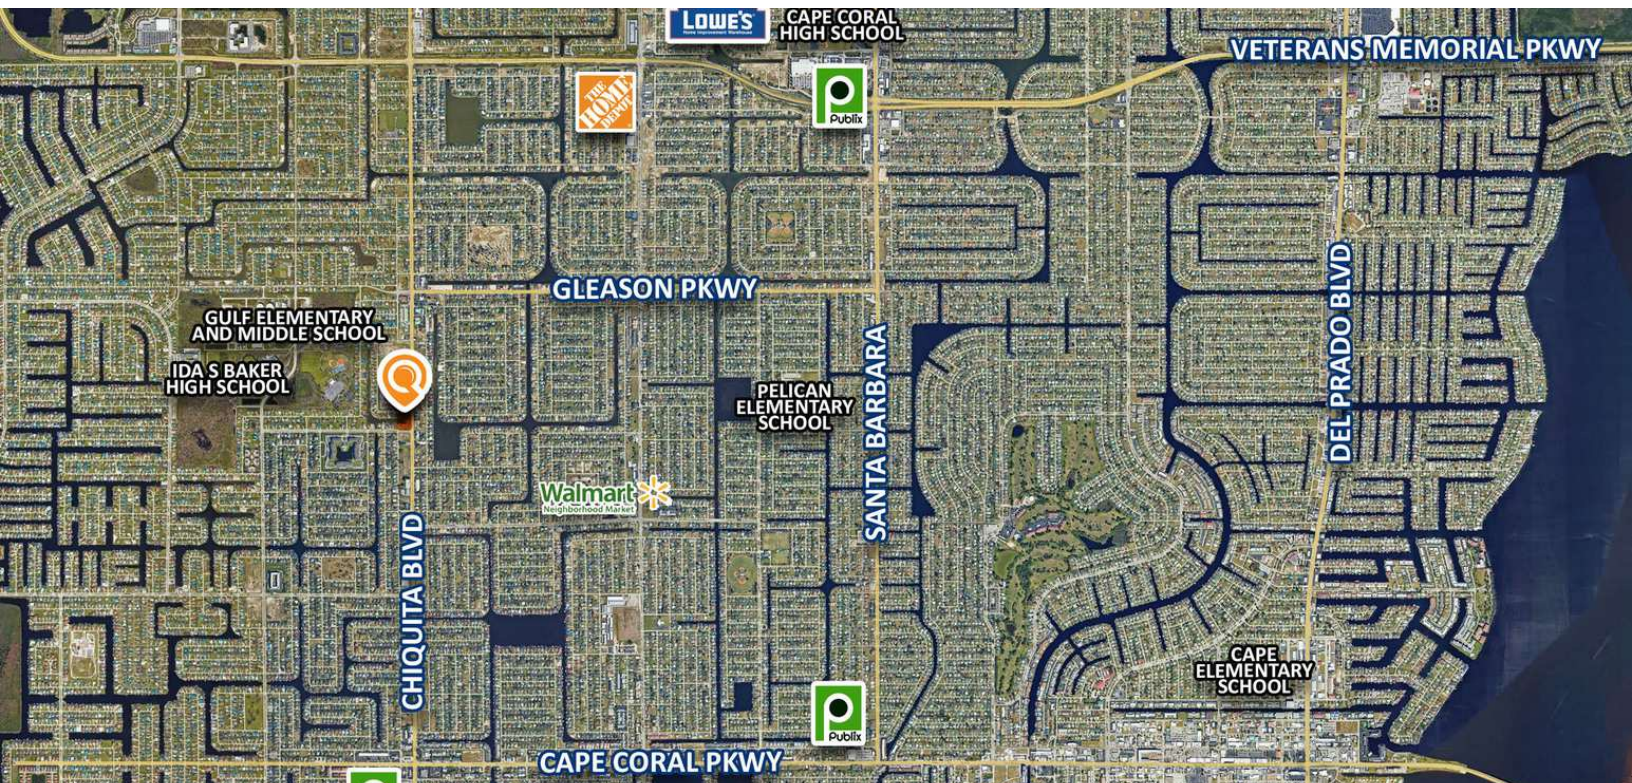 LOWE'S
Home Improvement Warehouse
CAPE CORAL
HIGH SCHOOL
VETERANS MEMORIAL PKWY
THE
HOME
DEPOT
Publix
GLEASON PKWY
GULF ELEMENTARY
AND MIDDLE SCHOOL
IDA S BAKER
HIGH SCHOOL
PELICAN
ELEMENTARY
SCHOOL
SANTA BARBARA
DEL PRADO BLVD
Walmart
Neighborhood Market
CHIQUITA BLVD
CAPE
ELEMENTARY
SCHOOL
Publix
CAPE CORAL PKWY